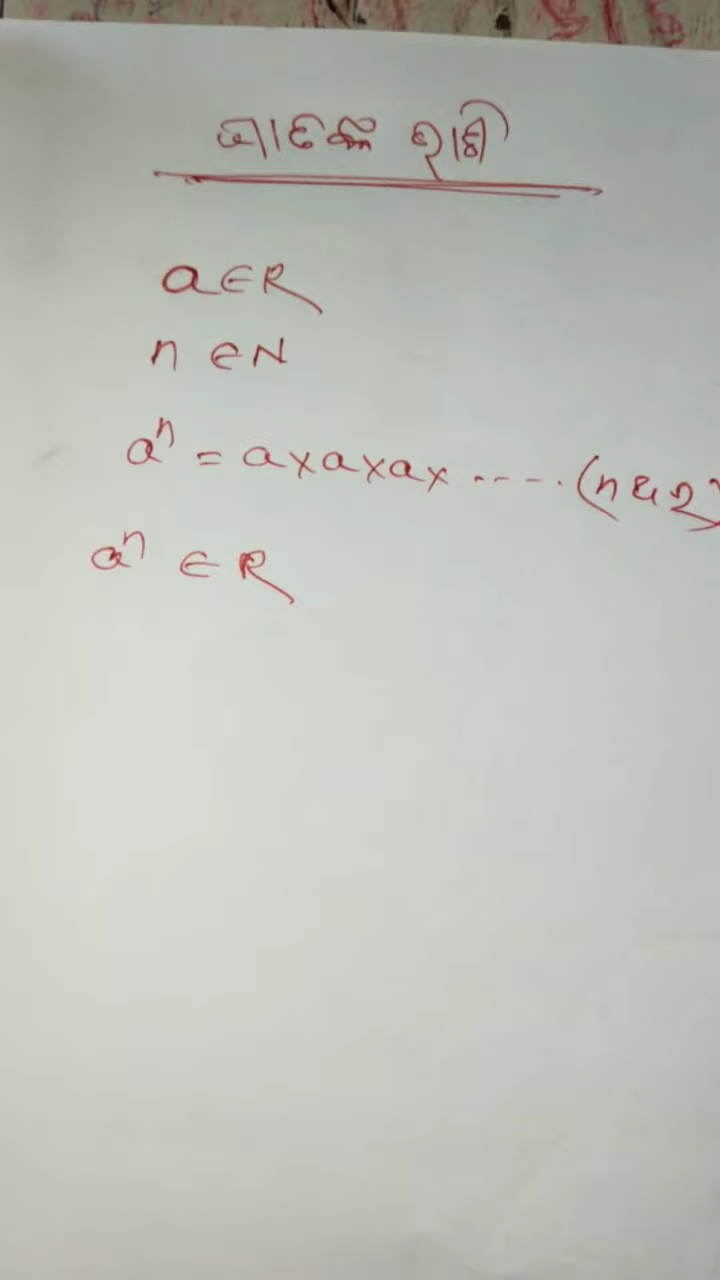 ଘାତାଙ୍କ ରାଶି
a ∈ R
n ∈ N
aⁿ = a x a x a x ..... (n ଥର)
aⁿ ∈ R